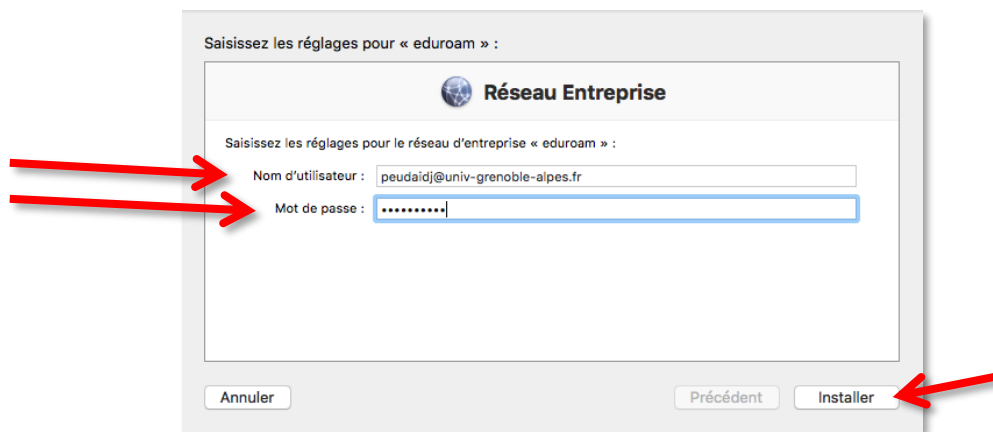 Saisissez les réglages pour « eduroam » :
Réseau Entreprise
Saisissez les réglages pour le réseau d'entreprise « eduroam » :
Nom d'utilisateur : peudaidj@univ-grenoble-alpes.fr
Mot de passe : ••••••••••
Annuler Précédent Installer